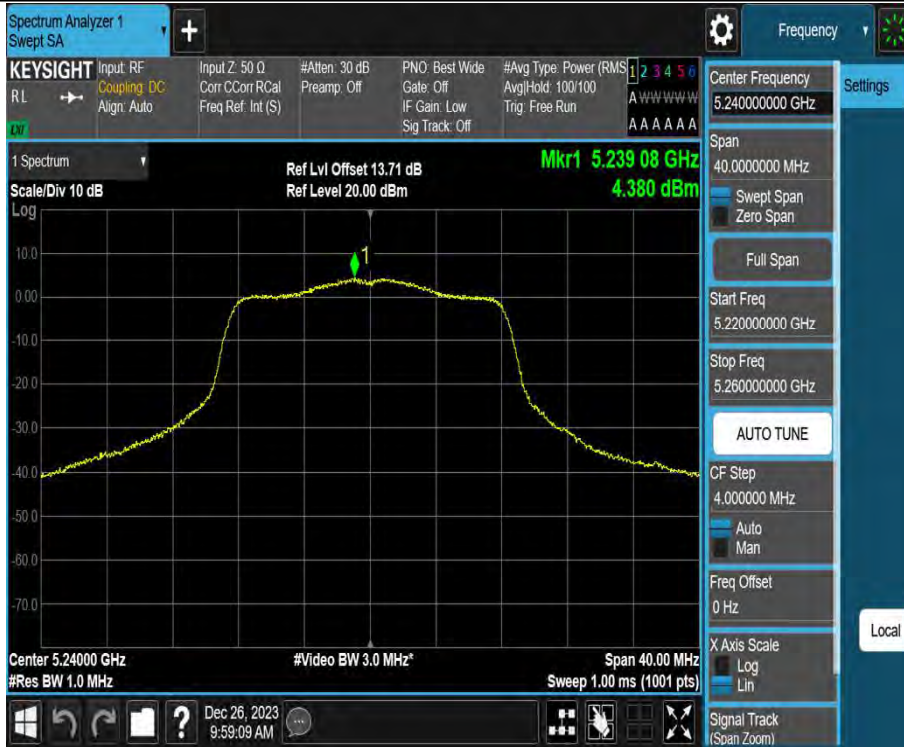 Spectrum Analyzer 1
Swept SA
+
Frequency
KEYSIGHT
R L
LXI
Input: RF
Coupling: DC
Align: Auto
Input Z: 50 Ω
Corr CCorr RCal
Freq Ref: Int (S)
#Atten: 30 dB
Preamp: Off
PNO: Best Wide
Gate: Off
IF Gain: Low
Sig Track: Off
#Avg Type: Power (RMS
Avg|Hold: 100/100
Trig: Free Run
1 2 3 4 5 6
A W W W W W
A A A A A A
1 Spectrum
Scale/Div 10 dB
Log
Ref Lvl Offset 13.71 dB
Ref Level 20.00 dBm
Mkr1 5.239 08 GHz
4.380 dBm
1
10.0
0.00
-10.0
-20.0
-30.0
-40.0
-50.0
-60.0
-70.0
Center 5.24000 GHz
#Res BW 1.0 MHz
#Video BW 3.0 MHz*
Span 40.00 MHz
Sweep 1.00 ms (1001 pts)
?
Dec 26, 2023
9:59:09 AM
Center Frequency
5.240000000 GHz
Span
40.0000000 MHz
Swept Span
Zero Span
Full Span
Start Freq
5.220000000 GHz
Stop Freq
5.260000000 GHz
AUTO TUNE
CF Step
4.000000 MHz
Auto
Man
Freq Offset
0 Hz
X Axis Scale
Log
Lin
Signal Track
(Span Zoom)
Settings
Local